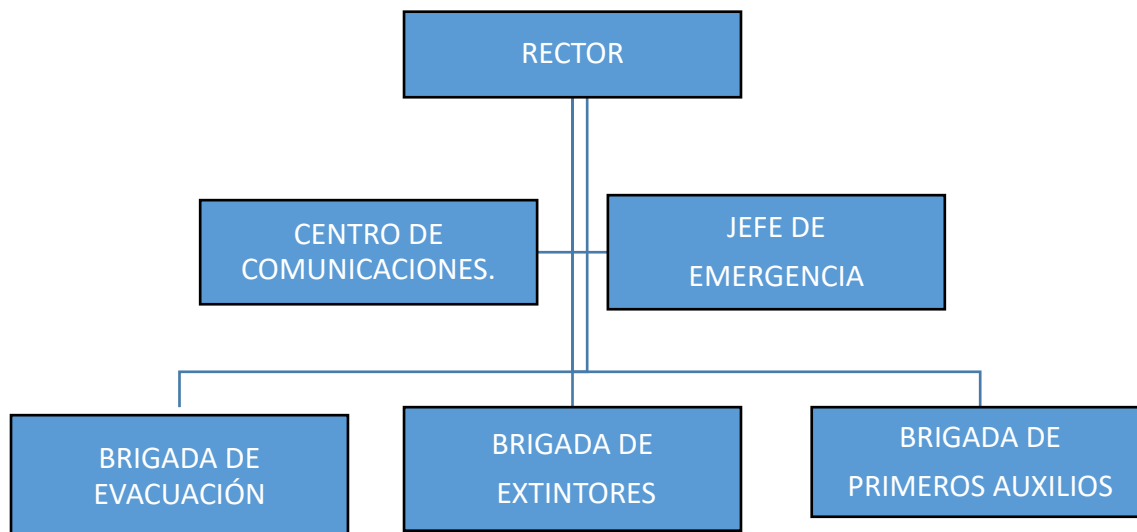 RECTOR
CENTRO DE
COMUNICACIONES.
JEFE DE
EMERGENCIA
BRIGADA DE
EVACUACIÓN
BRIGADA DE
EXTINTORES
BRIGADA DE
PRIMEROS AUXILIOS